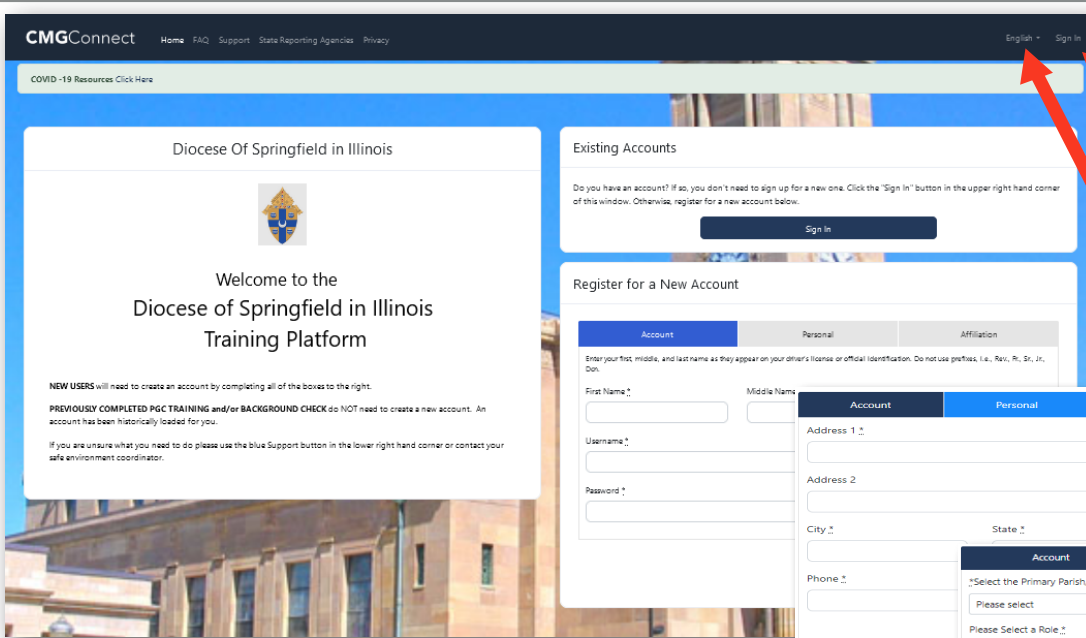 CMGConnect Home FAQ Support State Reporting Agencies Privacy English Sign In
COVID -19 Resources Click Here
Diocese Of Springfield in Illinois
Welcome to the
Diocese of Springfield in Illinois
Training Platform
NEW USERS will need to create an account by completing all of the boxes to the right.
PREVIOUSLY COMPLETED PGC TRAINING and/or BACKGROUND CHECK do NOT need to create a new account. An
account has been historically loaded for you.
If you are unsure what you need to do please use the blue Support button in the lower right hand corner or contact your
safe environment coordinator.
Existing Accounts
Do you have an account? If so, you don't need to sign up for a new one. Click the "Sign In" button in the upper right hand corner
of this window. Otherwise, register for a new account below.
Sign In
Register for a New Account
Account Personal Affiliation
Enter your first, middle, and last name as they appear on your driver's license or official identification. Do not use prefixes, i.e., Rev., Fr., Sr., Jr.,
Don.
First Name * Middle Name
Username *
Password *
Account Personal
Address 1 *
Address 2
City * State *
Phone *
Account
*Select the Primary Parish
Please select
Please Select a Role *